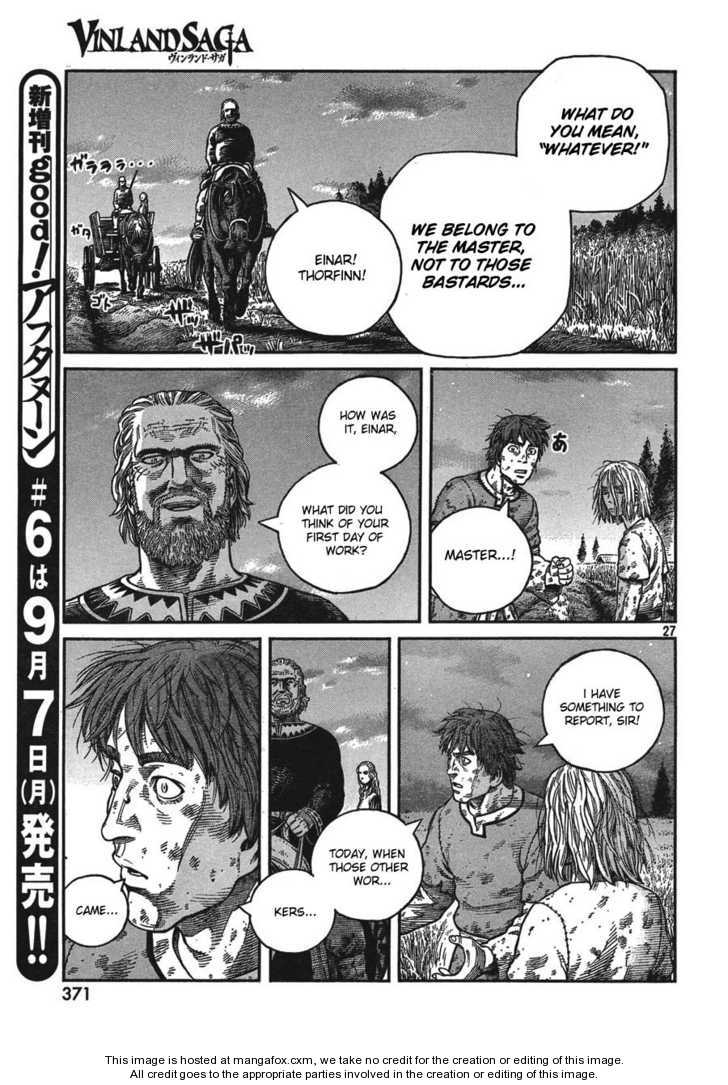 VINLAND SAGA
ヴィンランド・サガ
新増刊good!アフタヌーン #6は9月7日(月)発売!!
WHAT DO
YOU MEAN,
"WHATEVER!"
WE BELONG TO
THE MASTER,
NOT TO THOSE
BASTARDS...
EINAR!
THORFINN!
ガラララ・・・
ガタ
ゴト
ザッ
ザパッ
HOW WAS
IT, EINAR,
WHAT DID YOU
THINK OF YOUR
FIRST DAY OF
WORK?
あ
MASTER...!
27
I HAVE
SOMETHING TO
REPORT, SIR!
TODAY, WHEN
THOSE OTHER
WOR...
KERS...
CAME...
371
This image is hosted at mangafox.cxm, we take no credit for the creation or editing of this image.
All credit goes to the appropriate parties involved in the creation or editing of this image.